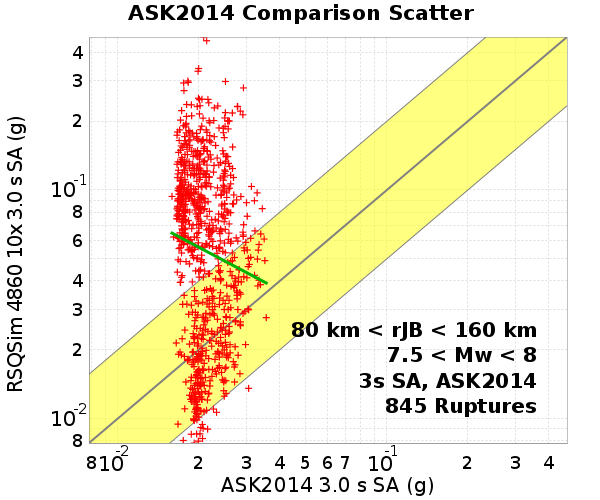 ASK2014 Comparison Scatter
RSQSim 4860 10x 3.0 s SA (g)
4
3
2
10-1
8
6
4
3
2
10-2
8
80 km < rJB < 160 km
7.5 < Mw < 8
3s SA, ASK2014
845 Ruptures
8 10-2 2 3 4 5 6 7 10-1 2 3 4
ASK2014 3.0 s SA (g)